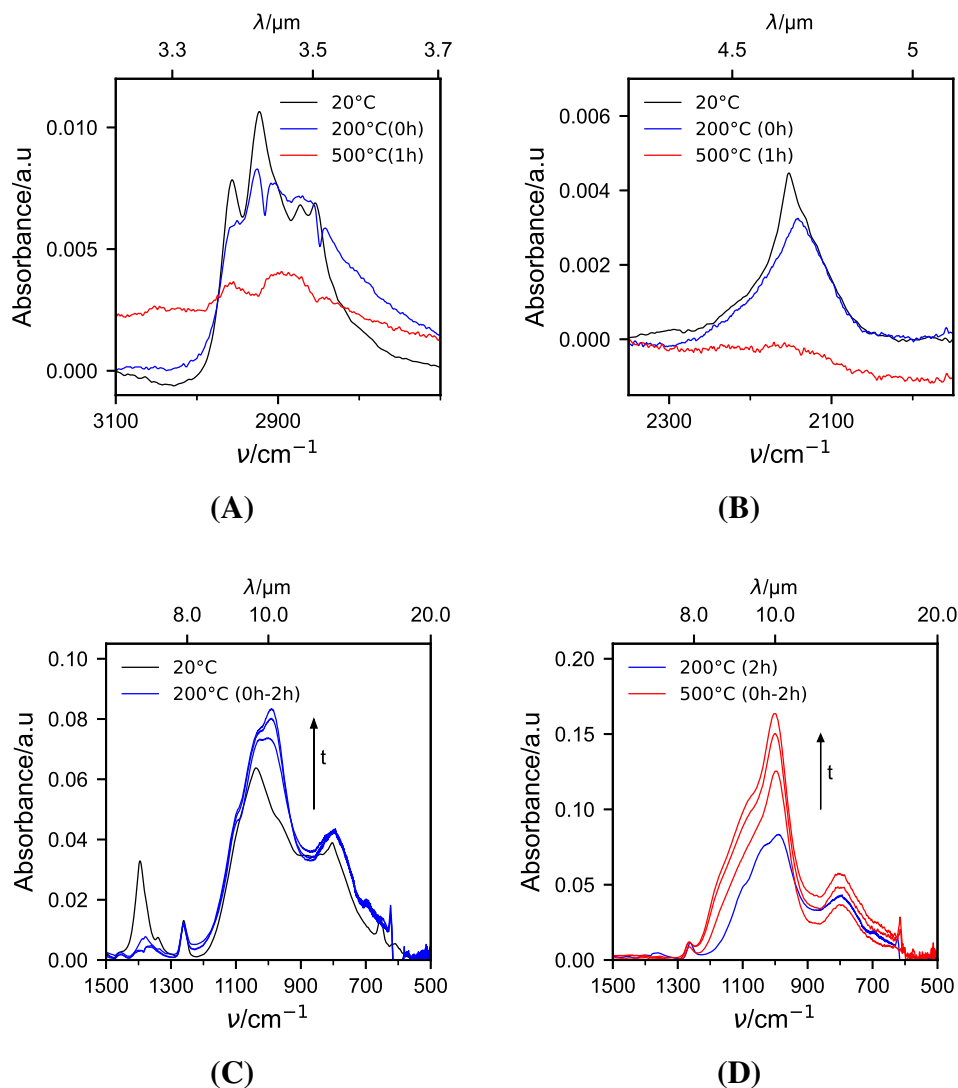 λ/μm
3.3 3.5 3.7
20°C
200°C(0h)
500°C(1h)
Absorbance/a.u
0.010
0.005
0.000
3100 2900
ν/cm⁻¹
(A)
λ/μm
4.5 5
20°C
200°C (0h)
500°C (1h)
Absorbance/a.u
0.006
0.004
0.002
0.000
2300 2100
ν/cm⁻¹
(B)
λ/μm
8.0 10.0 20.0
20°C
200°C (0h-2h)
t
Absorbance/a.u
0.10
0.08
0.06
0.04
0.02
0.00
1500 1300 1100 900 700 500
ν/cm⁻¹
(C)
λ/μm
8.0 10.0 20.0
200°C (2h)
500°C (0h-2h)
t
Absorbance/a.u
0.20
0.15
0.10
0.05
0.00
1500 1300 1100 900 700 500
ν/cm⁻¹
(D)